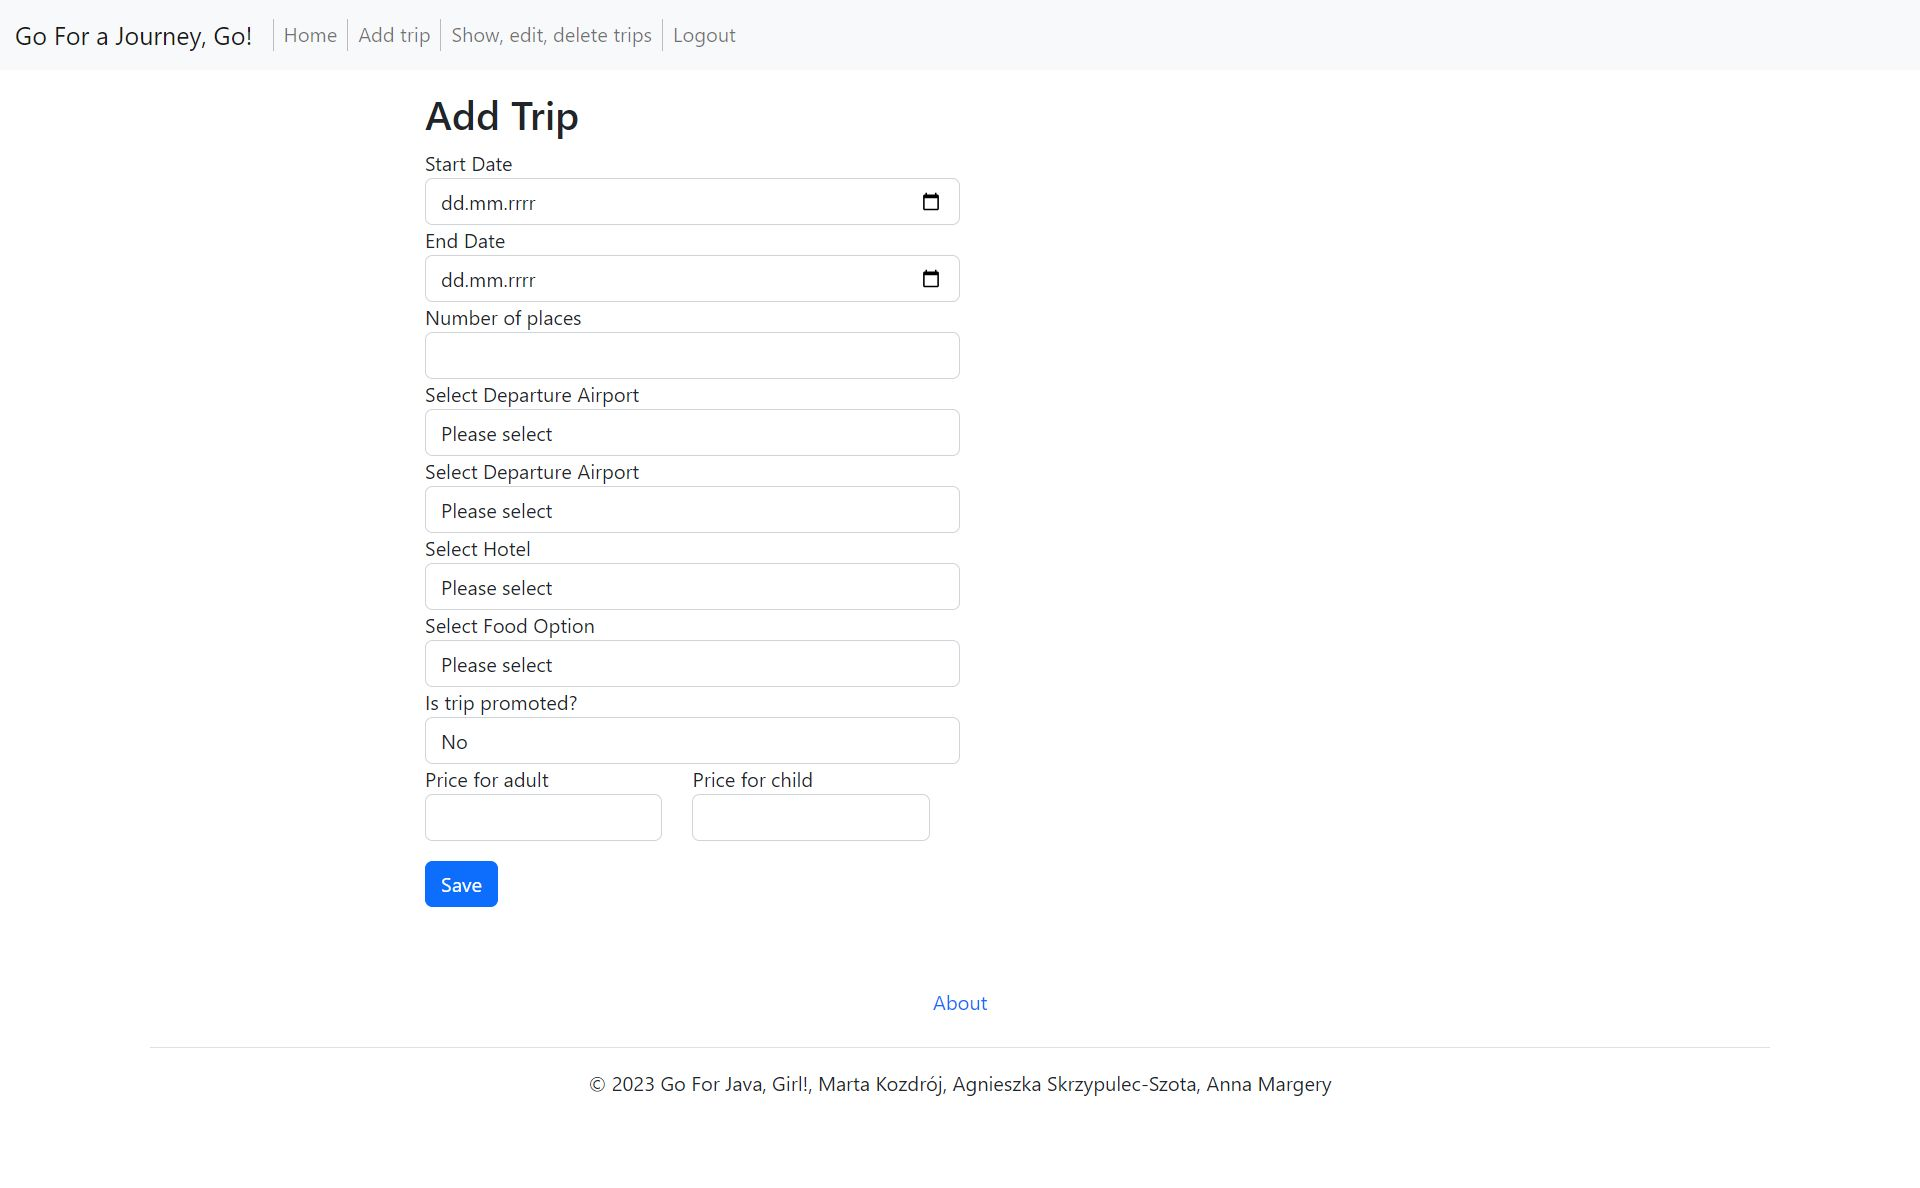 Go For a Journey, Go! Home Add trip Show, edit, delete trips Logout
Add Trip
Start Date
dd.mm.rrrr
End Date
dd.mm.rrrr
Number of places
Select Departure Airport
Please select
Select Departure Airport
Please select
Select Hotel
Please select
Select Food Option
Please select
Is trip promoted?
No
Price for adult Price for child
Save
About
© 2023 Go For Java, Girl!, Marta Kozdrój, Agnieszka Skrzypulec-Szota, Anna Margery